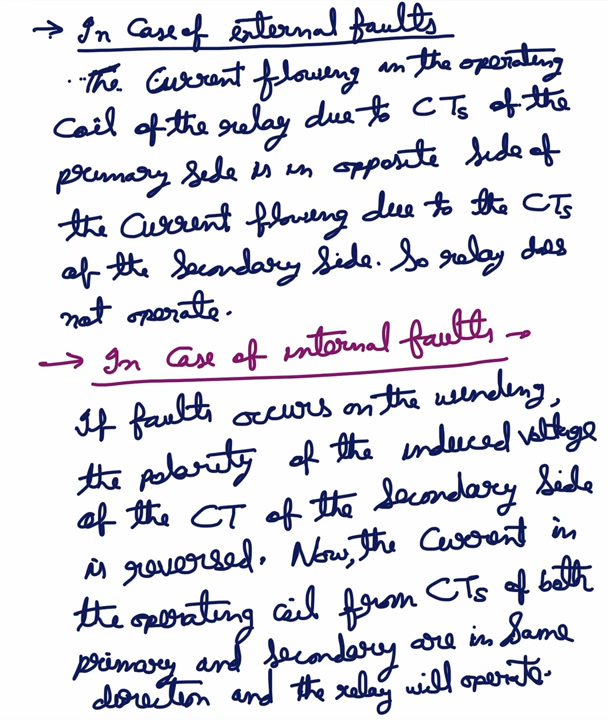 → In Case of external faults
The Current flowing in the operating
Coil of the relay due to CTs of the
primary Side is in opposite Side of
the Current flowing due to the CTs
of the Secondary Side. So relay does
not operate.
→ In Case of internal faults →
If faults occurs on the winding,
the polarity of the induced voltage
of the CT of the Secondary Side
is reversed. Now, the Current in
the operating coil from CTs of both
primary and Secondary are in Same
direction and the relay will operate.